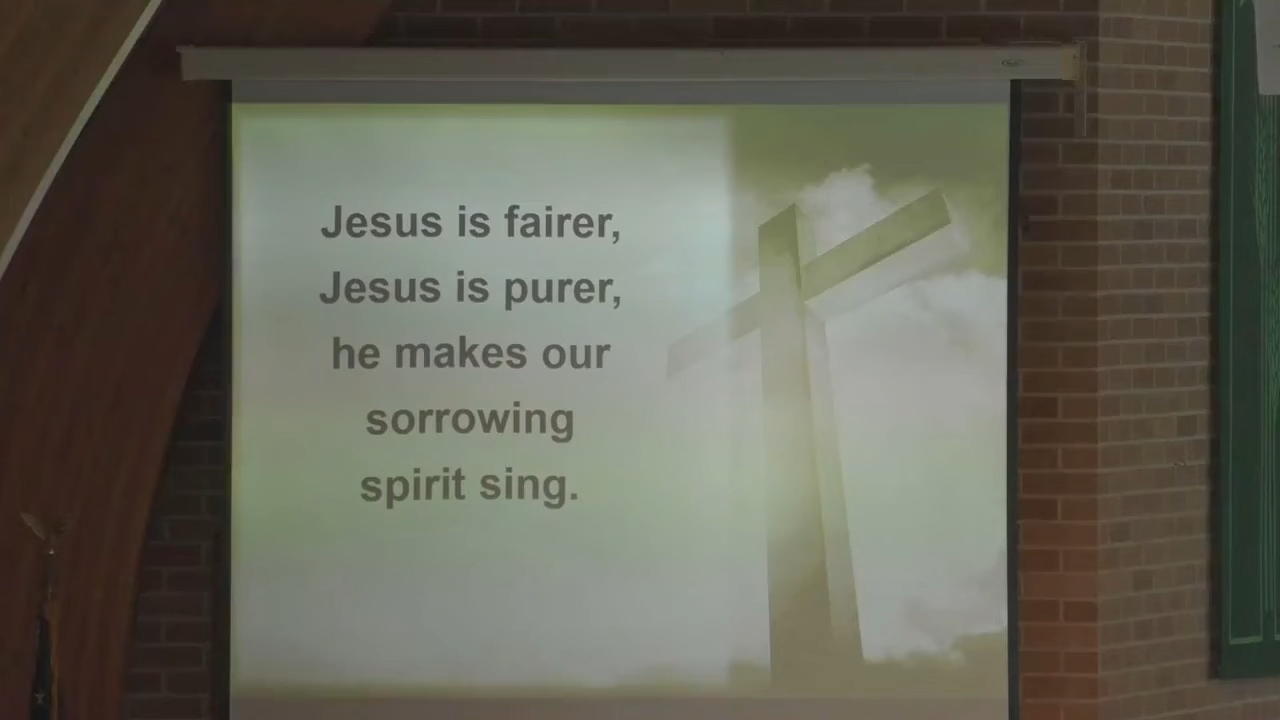 Jesus is fairer,
Jesus is purer,
he makes our
sorrowing
spirit sing.